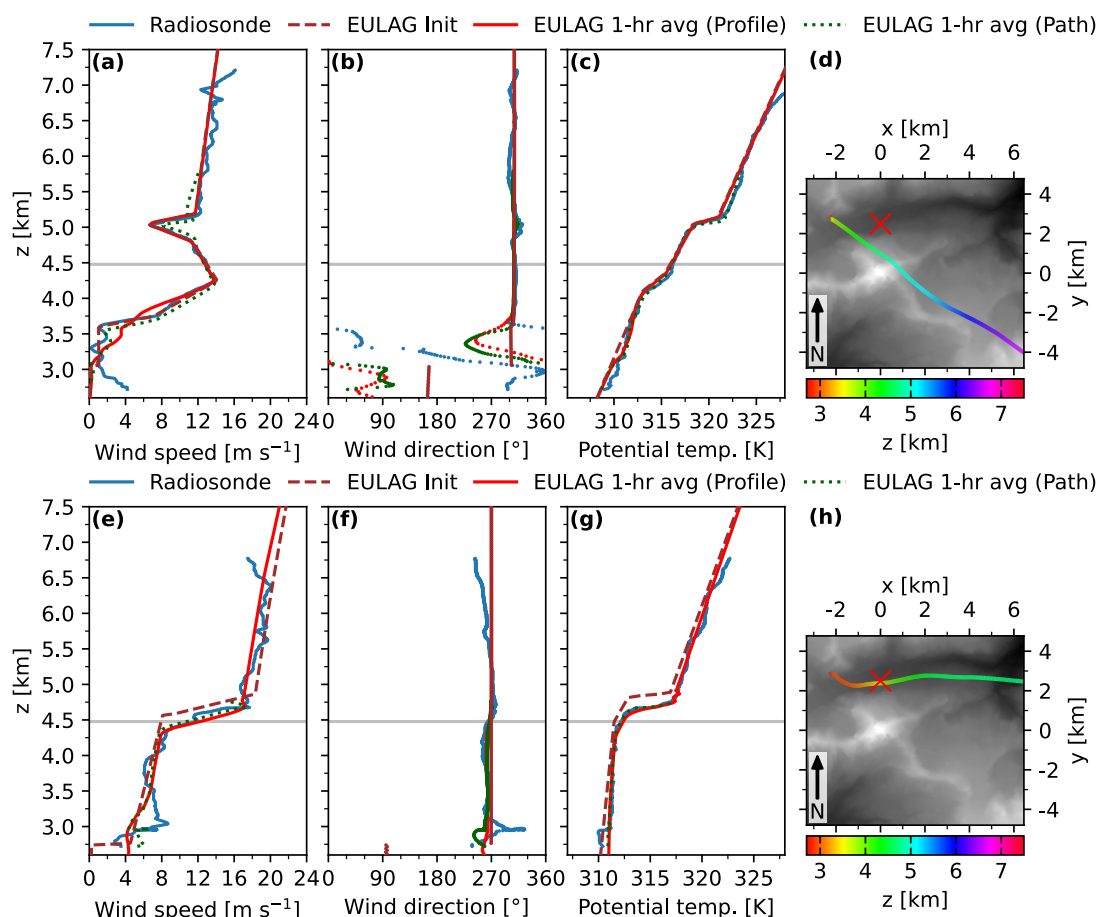 Radiosonde EULAG Init EULAG 1-hr avg (Profile) EULAG 1-hr avg (Path)
(a) (b) (c) (d)
7.5
7.0
6.5
6.0
5.5
5.0
4.5
4.0
3.5
3.0
z [km]
0 4 8 12 16 20 24
Wind speed [m s⁻¹]
0 90 180 270 360
Wind direction [°]
310 315 320 325
Potential temp. [K]
x [km]
-2 0 2 4 6
4
2
0
-2
-4
y [km]
N
3 4 5 6 7
z [km]
Radiosonde EULAG Init EULAG 1-hr avg (Profile) EULAG 1-hr avg (Path)
(e) (f) (g) (h)
7.5
7.0
6.5
6.0
5.5
5.0
4.5
4.0
3.5
3.0
z [km]
0 4 8 12 16 20 24
Wind speed [m s⁻¹]
0 90 180 270 360
Wind direction [°]
310 315 320 325
Potential temp. [K]
x [km]
-2 0 2 4 6
4
2
0
-2
-4
y [km]
N
3 4 5 6 7
z [km]